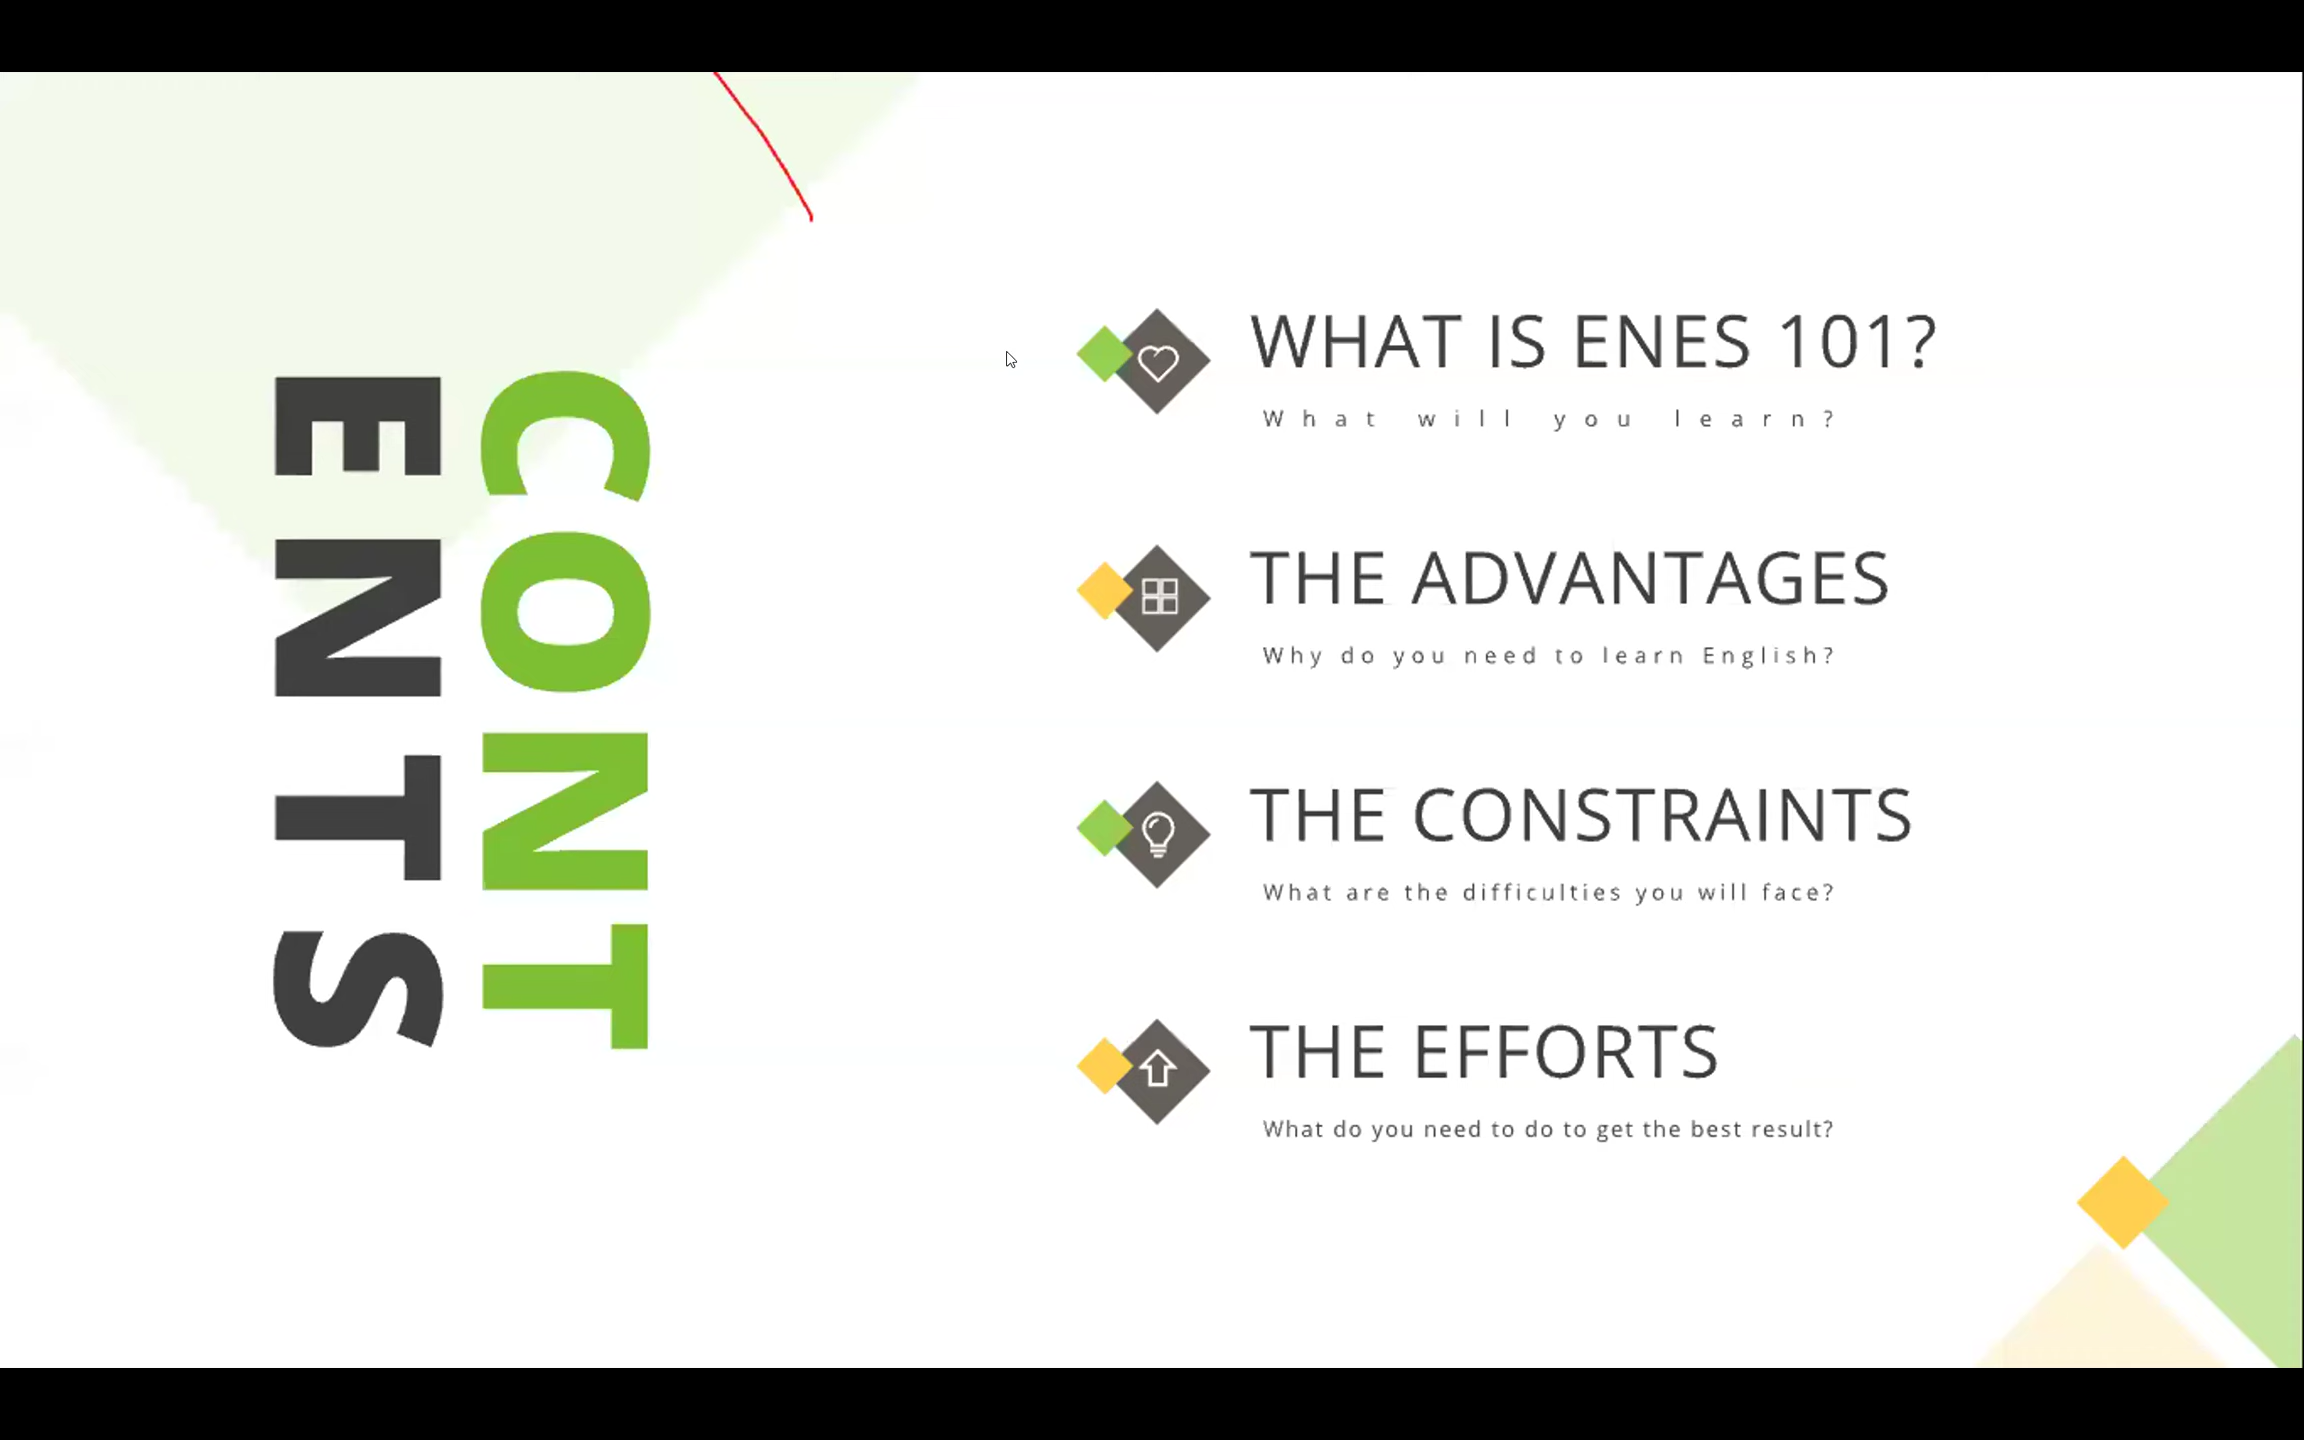 CONT
ENTS
WHAT IS ENES 101?
What will you learn?
THE ADVANTAGES
Why do you need to learn English?
THE CONSTRAINTS
What are the difficulties you will face?
THE EFFORTS
What do you need to do to get the best result?